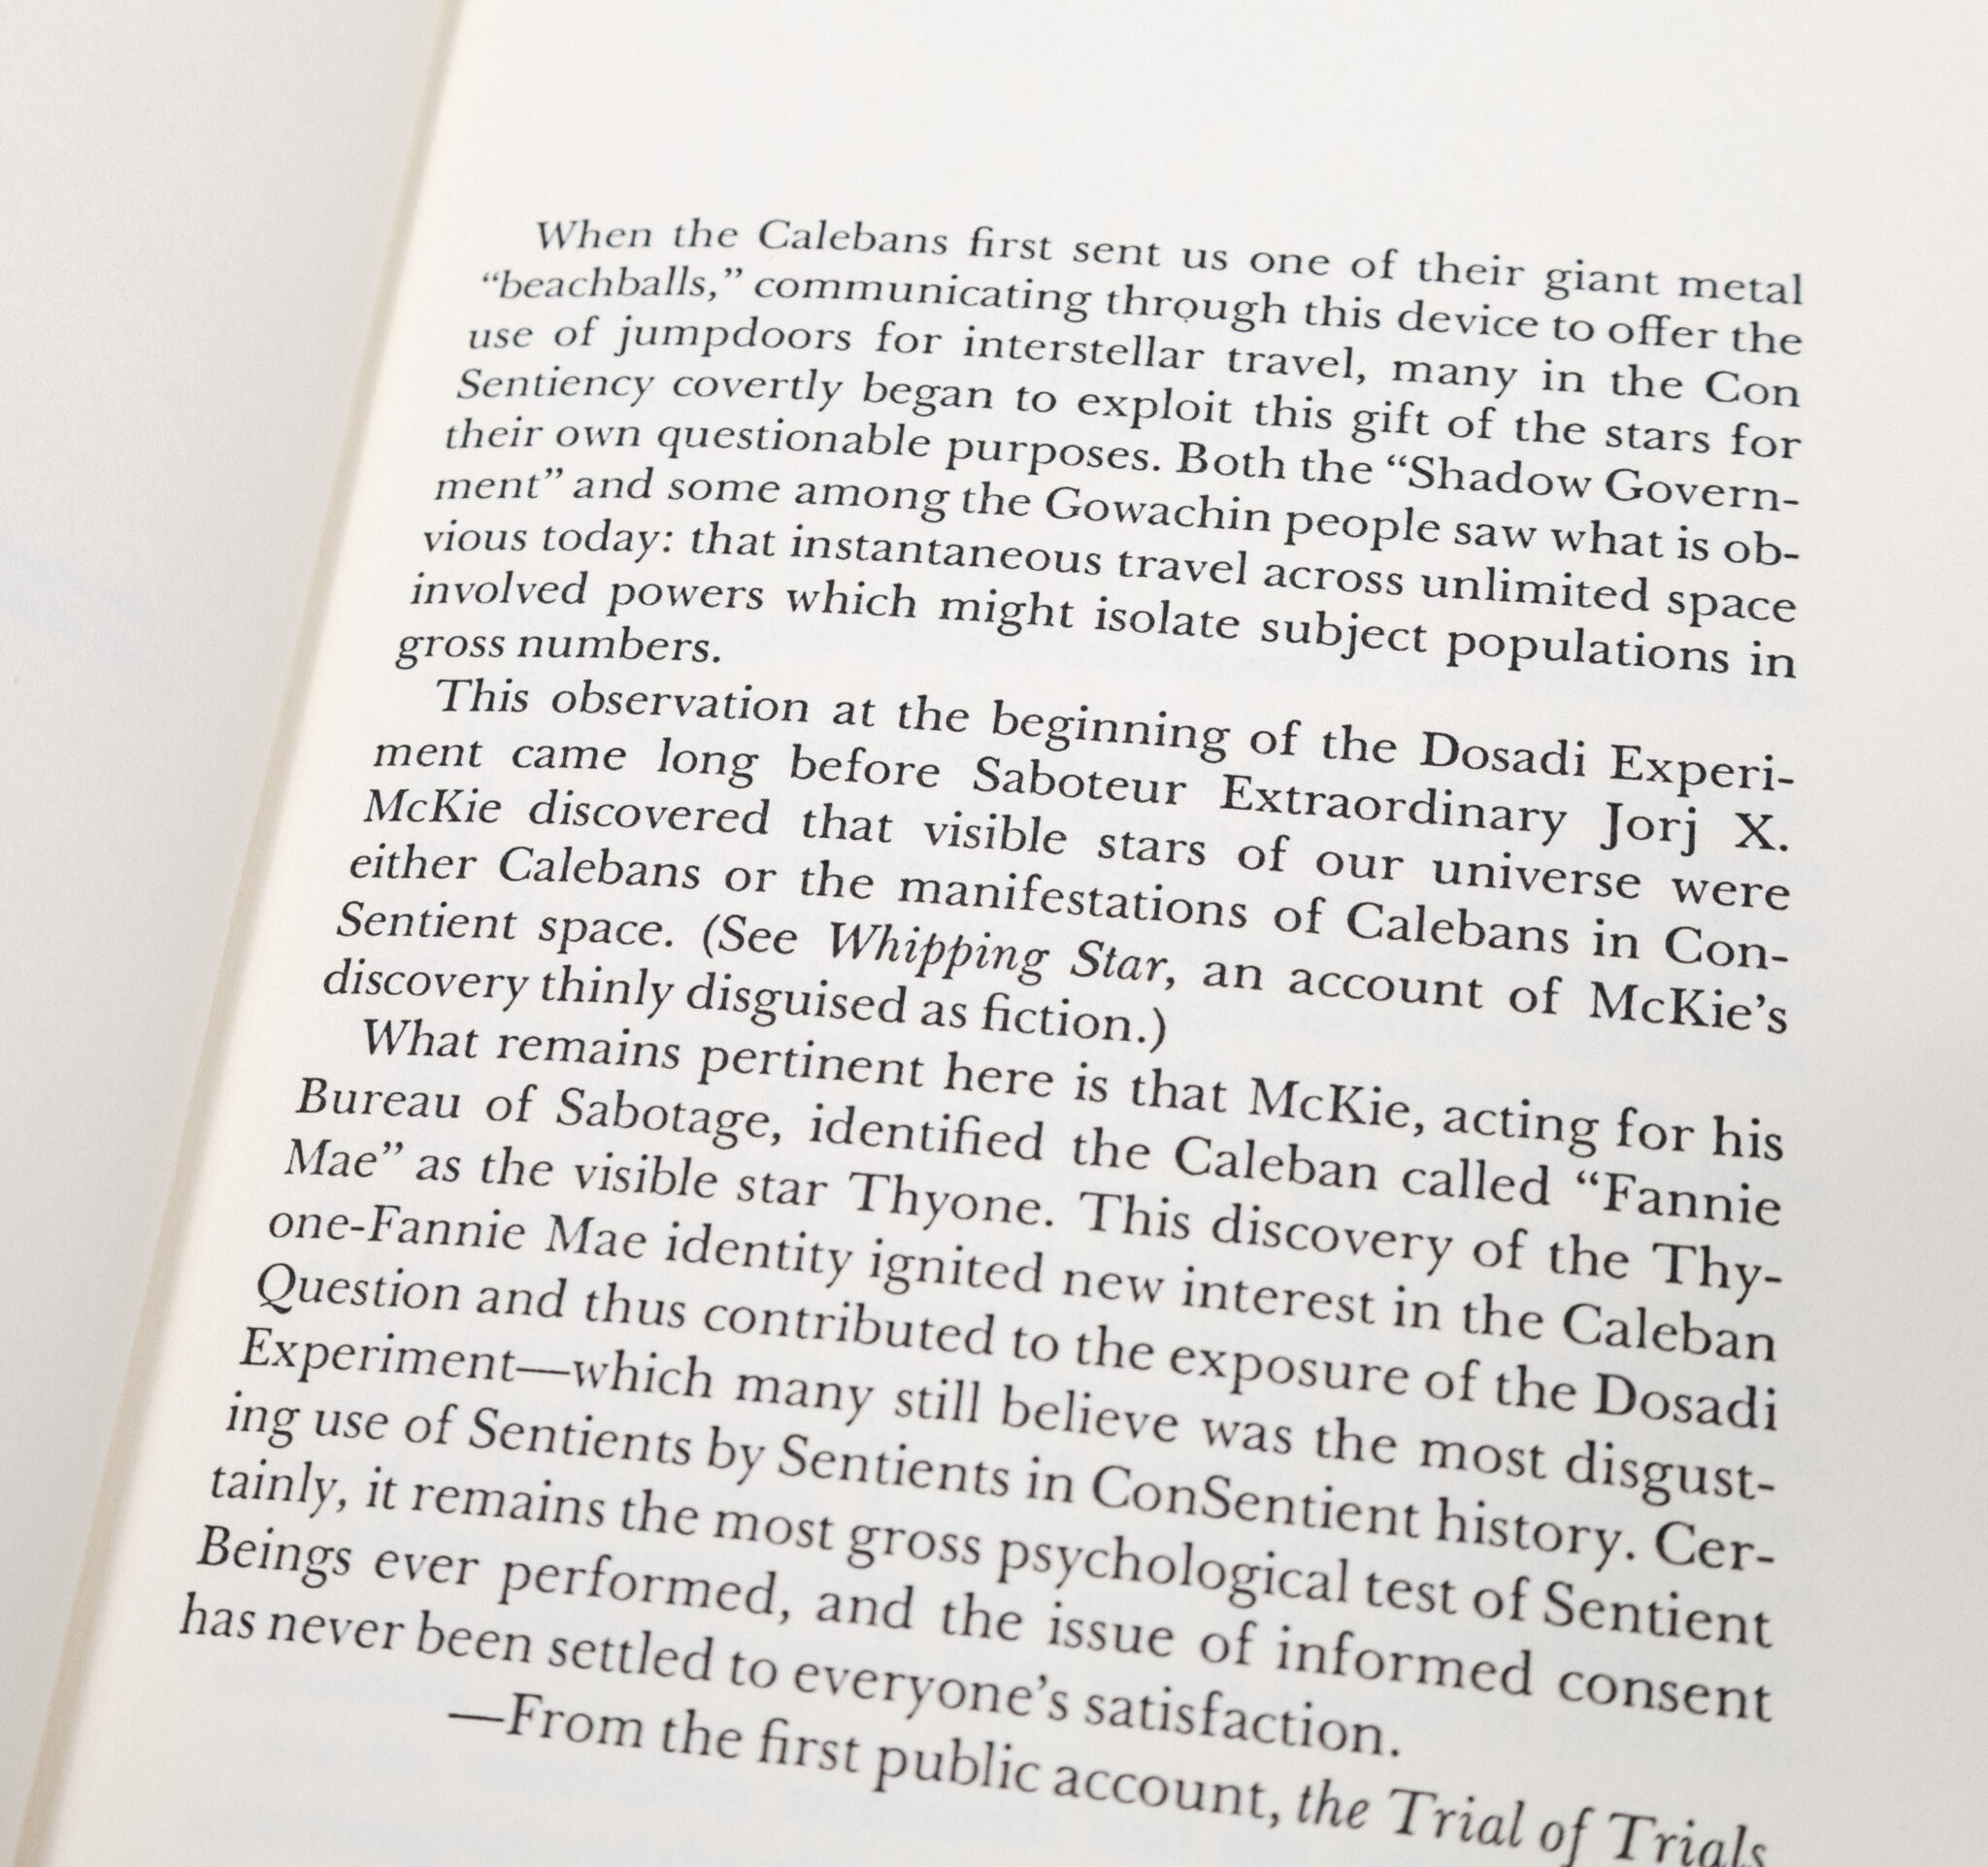 When the Calebans first sent us one of their giant metal
“beachballs,” communicating through this device to offer the
use of jumpdoors for interstellar travel, many in the Con
Sentiency covertly began to exploit this gift of the stars for
their own questionable purposes. Both the “Shadow Govern-
ment” and some among the Gowachin people saw what is ob-
vious today: that instantaneous travel across unlimited space
involved powers which might isolate subject populations in
gross numbers.
This observation at the beginning of the Dosadi Experi-
ment came long before Saboteur Extraordinary Jorj X.
McKie discovered that visible stars of our universe were
either Calebans or the manifestations of Calebans in Con-
Sentient space. (See Whipping Star, an account of McKie’s
discovery thinly disguised as fiction.)
What remains pertinent here is that McKie, acting for his
Bureau of Sabotage, identified the Caleban called “Fannie
Mae” as the visible star Thyone. This discovery of the Thy-
one-Fannie Mae identity ignited new interest in the Caleban
Question and thus contributed to the exposure of the Dosadi
Experiment—which many still believe was the most disgust-
ing use of Sentients by Sentients in ConSentient history. Cer-
tainly, it remains the most gross psychological test of Sentient
Beings ever performed, and the issue of informed consent
has never been settled to everyone’s satisfaction.
—From the first public account, the Trial of Trials